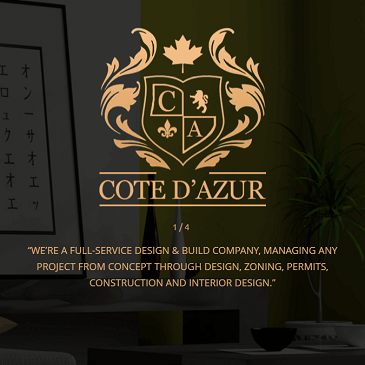 C
A
COTE D'AZUR
1 / 4
“WE’RE A FULL-SERVICE DESIGN & BUILD COMPANY, MANAGING ANY
PROJECT FROM CONCEPT THROUGH DESIGN, ZONING, PERMITS,
CONSTRUCTION AND INTERIOR DESIGN.”